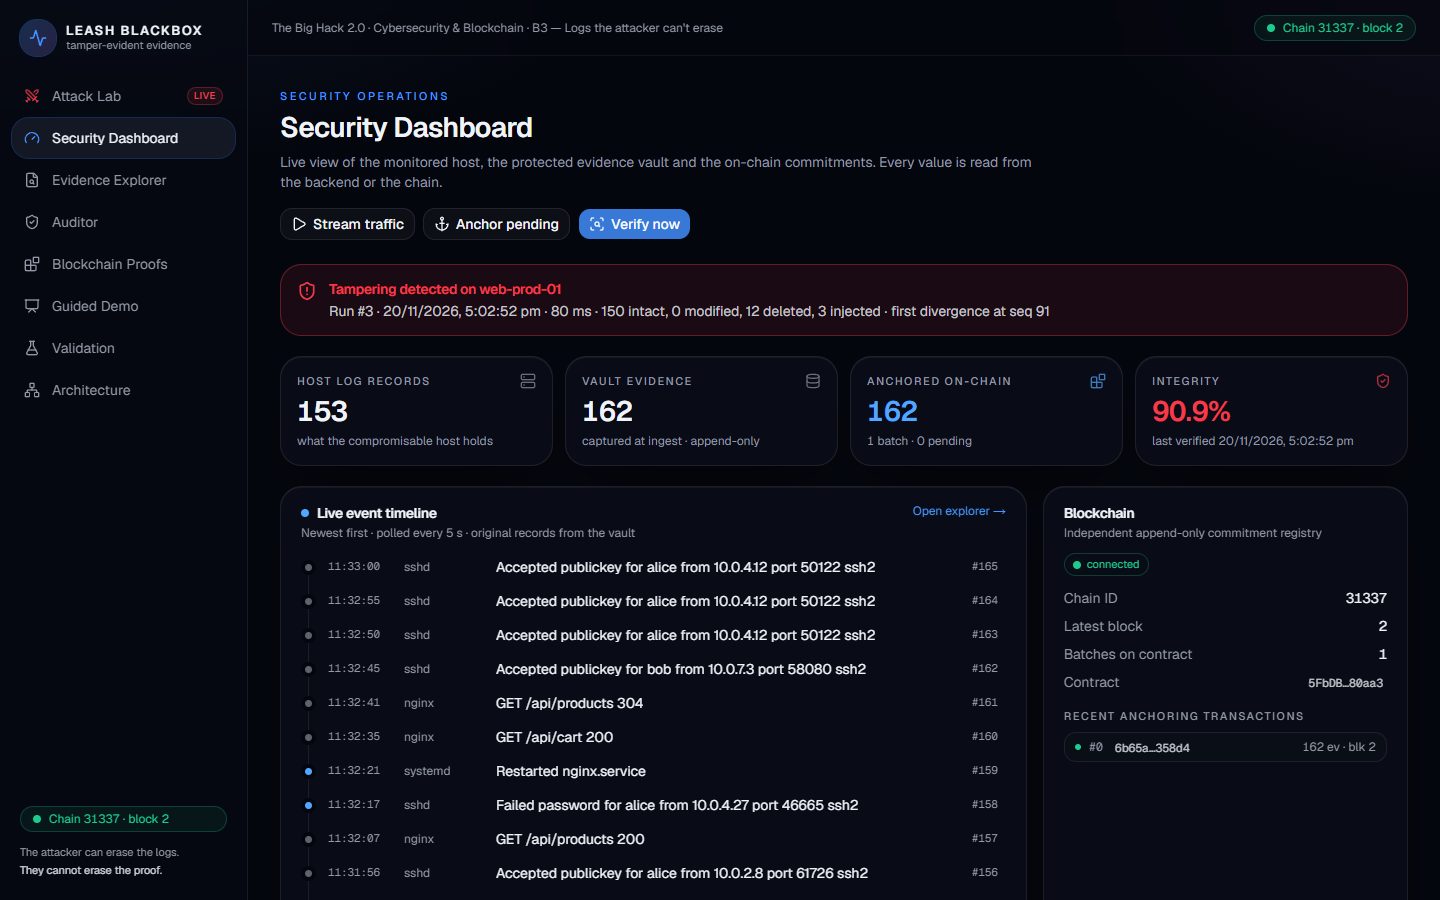 LEASH BLACKBOX
tamper-evident evidence
Attack Lab
LIVE
Security Dashboard
Evidence Explorer
Auditor
Blockchain Proofs
Guided Demo
Validation
Architecture
Chain 31337 · block 2
The attacker can erase the logs.
They cannot erase the proof.
The Big Hack 2.0 · Cybersecurity & Blockchain · B3 — Logs the attacker can't erase
Chain 31337 · block 2
SECURITY OPERATIONS
Security Dashboard
Live view of the monitored host, the protected evidence vault and the on-chain commitments. Every value is read from
the backend or the chain.
Stream traffic
Anchor pending
Verify now
Tampering detected on web-prod-01
Run #3 · 20/11/2026, 5:02:52 pm · 80 ms · 150 intact, 0 modified, 12 deleted, 3 injected · first divergence at seq 91
HOST LOG RECORDS
153
what the compromisable host holds
VAULT EVIDENCE
162
captured at ingest · append-only
ANCHORED ON-CHAIN
162
1 batch · 0 pending
INTEGRITY
90.9%
last verified 20/11/2026, 5:02:52 pm
Live event timeline
Open explorer →
Newest first · polled every 5 s · original records from the vault
11:33:00 sshd Accepted publickey for alice from 10.0.4.12 port 50122 ssh2 #165
11:32:55 sshd Accepted publickey for alice from 10.0.4.12 port 50122 ssh2 #164
11:32:50 sshd Accepted publickey for alice from 10.0.4.12 port 50122 ssh2 #163
11:32:45 sshd Accepted publickey for bob from 10.0.7.3 port 58080 ssh2 #162
11:32:41 nginx GET /api/products 304 #161
11:32:35 nginx GET /api/cart 200 #160
11:32:21 systemd Restarted nginx.service #159
11:32:17 sshd Failed password for alice from 10.0.4.27 port 46665 ssh2 #158
11:32:07 nginx GET /api/products 200 #157
11:31:56 sshd Accepted publickey for alice from 10.0.2.8 port 61726 ssh2 #156
Blockchain
Independent append-only commitment registry
connected
Chain ID 31337
Latest block 2
Batches on contract 1
Contract 5FbDB…80aa3
RECENT ANCHORING TRANSACTIONS
#0 6b65a…358d4 162 ev · blk 2